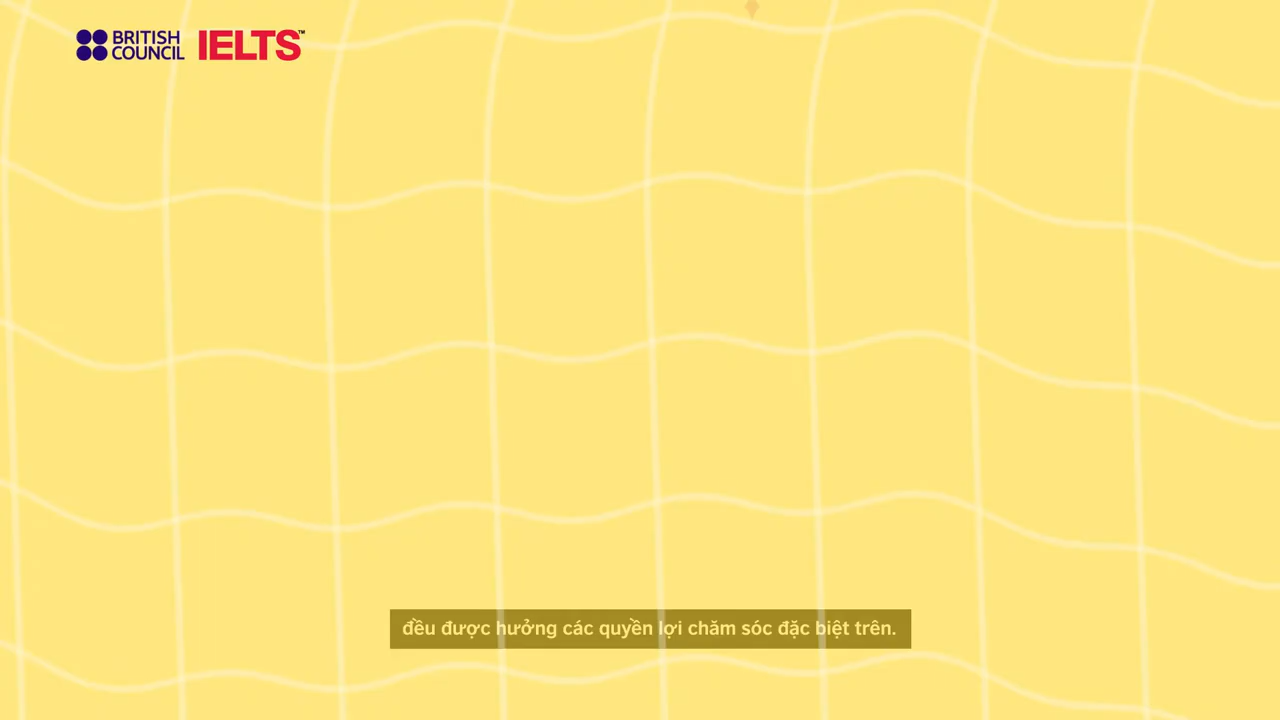 BRITISH
COUNCIL
IELTS™
đều được hưởng các quyền lợi chăm sóc đặc biệt trên.